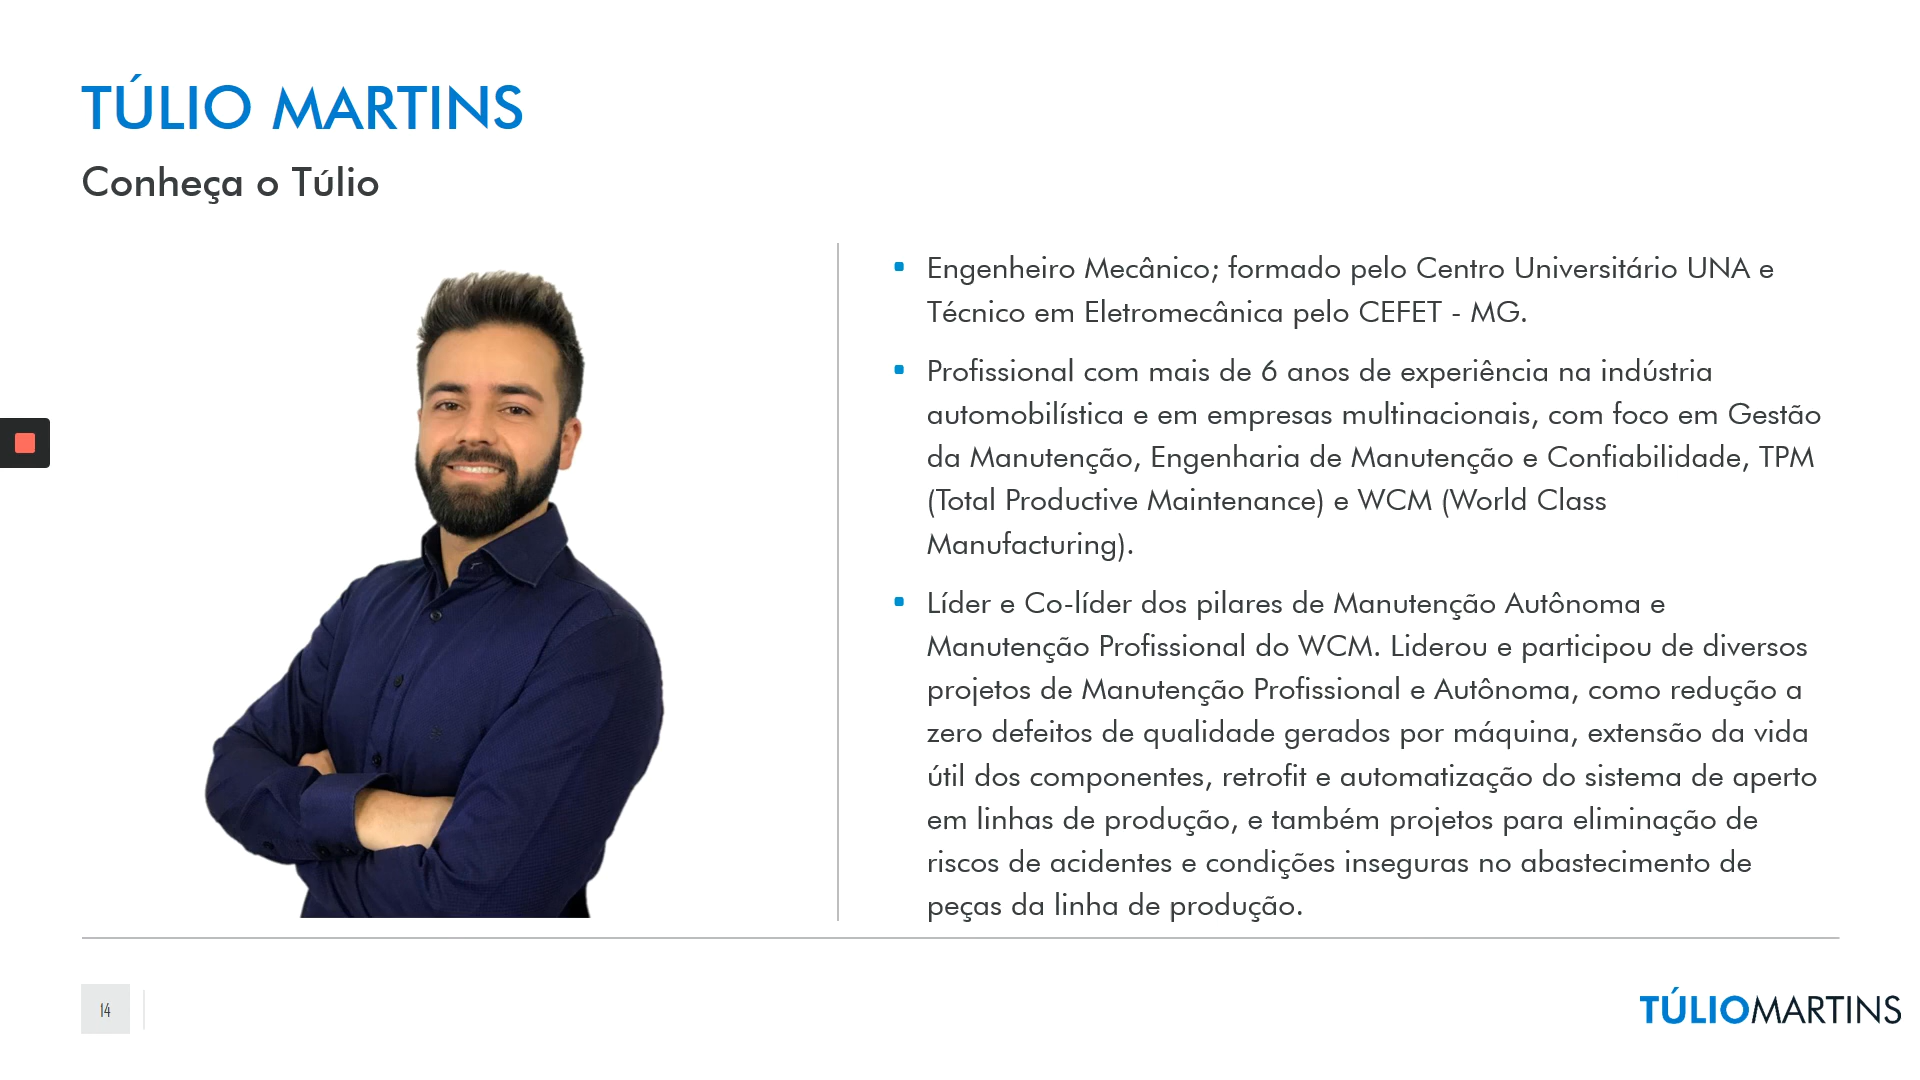 TÚLIO MARTINS
Conheça o Túlio
Engenheiro Mecânico; formado pelo Centro Universitário UNA e
Técnico em Eletromecânica pelo CEFET - MG.
Profissional com mais de 6 anos de experiência na indústria
automobilística e em empresas multinacionais, com foco em Gestão
da Manutenção, Engenharia de Manutenção e Confiabilidade, TPM
(Total Productive Maintenance) e WCM (World Class
Manufacturing).
Líder e Co-líder dos pilares de Manutenção Autônoma e
Manutenção Profissional do WCM. Liderou e participou de diversos
projetos de Manutenção Profissional e Autônoma, como redução a
zero defeitos de qualidade gerados por máquina, extensão da vida
útil dos componentes, retrofit e automatização do sistema de aperto
em linhas de produção, e também projetos para eliminação de
riscos de acidentes e condições inseguras no abastecimento de
peças da linha de produção.
14
TÚLIOMARTINS